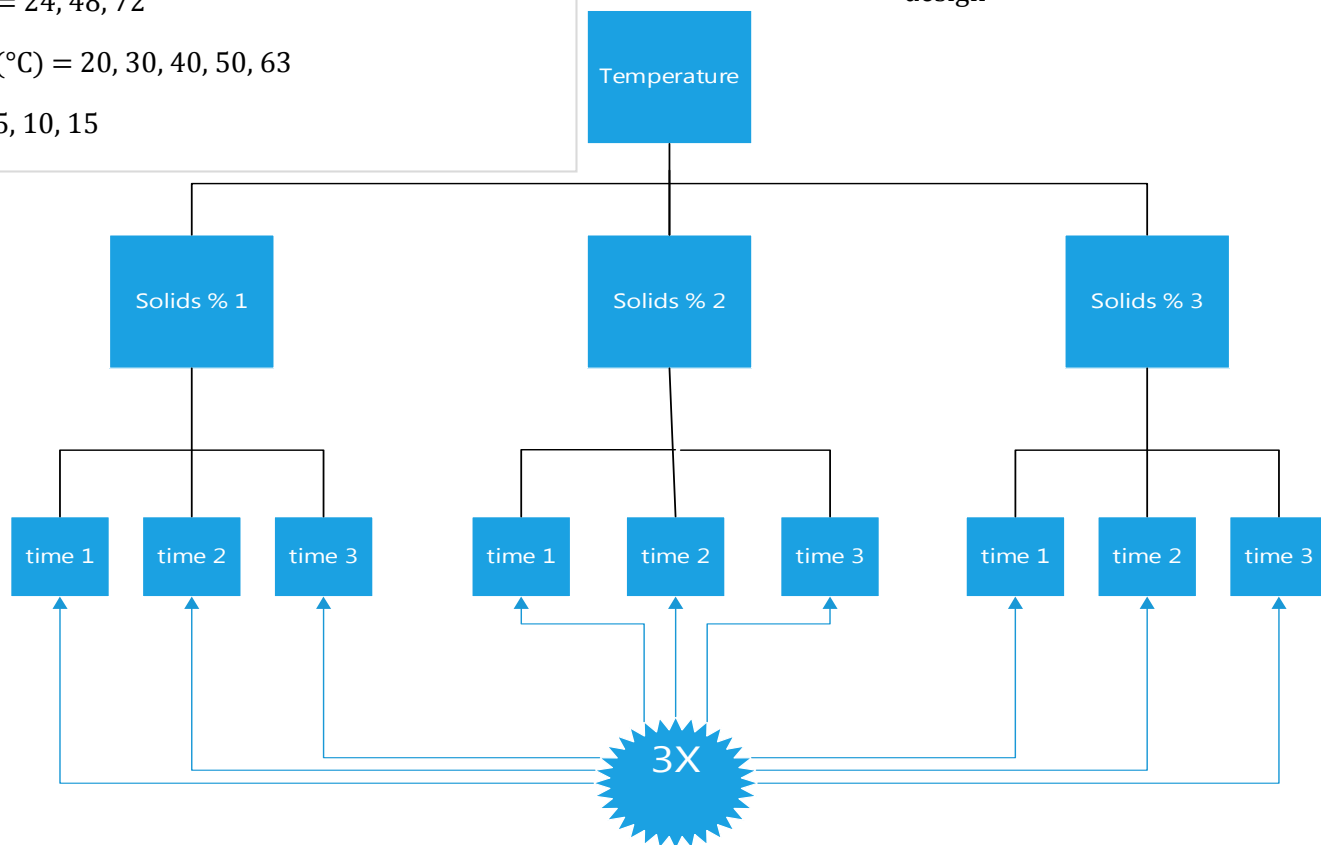 = 24, 48, 72
design
(°C) = 20, 30, 40, 50, 63
5, 10, 15
Temperature
Solids % 1
Solids % 2
Solids % 3
time 1
time 2
time 3
time 1
time 2
time 3
time 1
time 2
time 3
3X